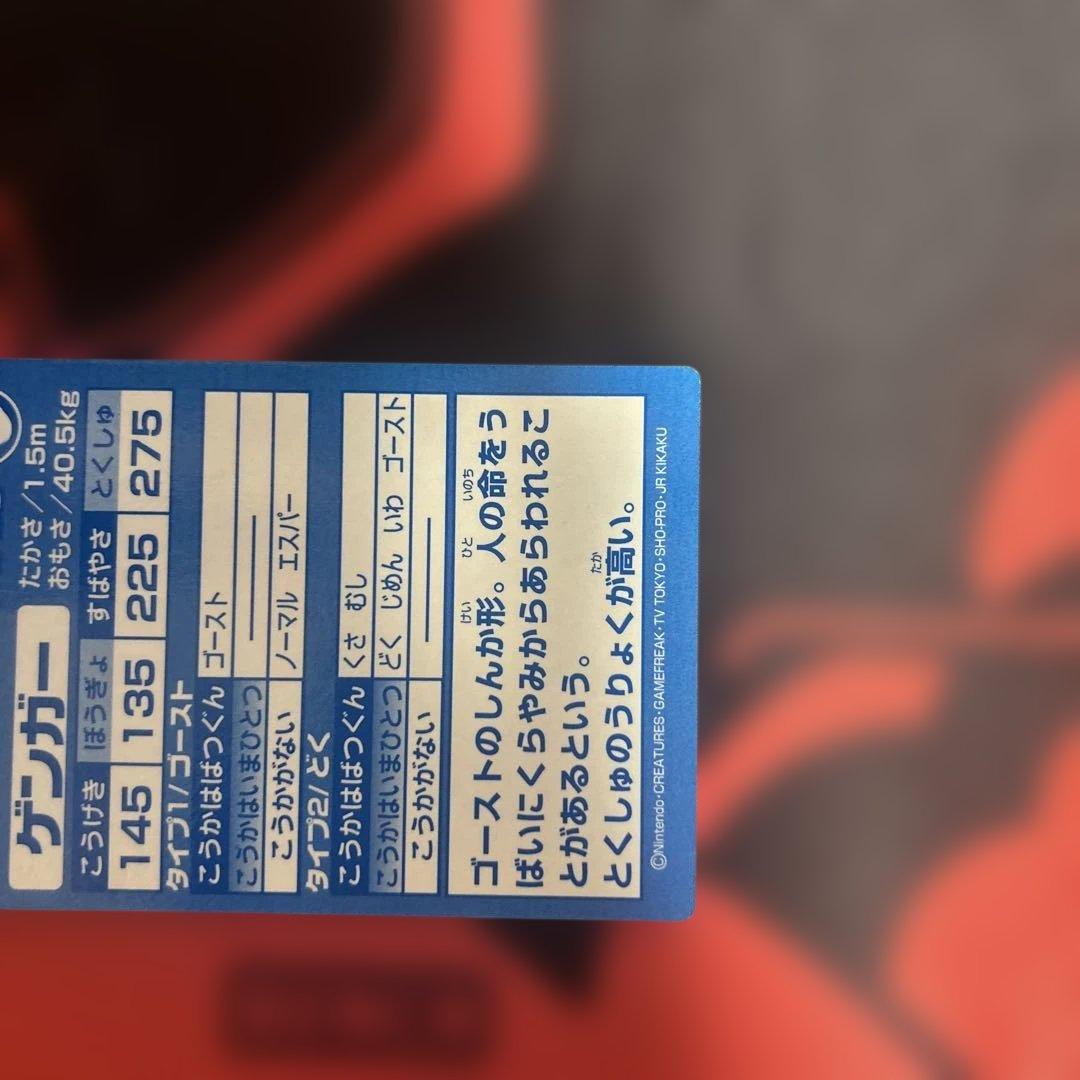 ゲンガー
たかさ/1.5m
おもさ/40.5kg
こうげき ぼうぎょ すばやさ とくしゅ
145 135 225 275
タイプ1/ゴースト
こうかはばつぐん ゴースト
こうかはいまひとつ ―――
こうかがない ノーマル エスパー
タイプ2/どく
こうかはばつぐん くさ むし
こうかはいまひとつ どく じめん いわ ゴースト
こうかがない ―――
ゴーストのしんか形。人の命をう
ばいにくらやみからあらわれるこ
とがあるという。
とくしゅのうりょくが高い。
©Nintendo・CREATURES・GAMEFREAK・TV TOKYO・SHO-PRO・JR KIKAKU